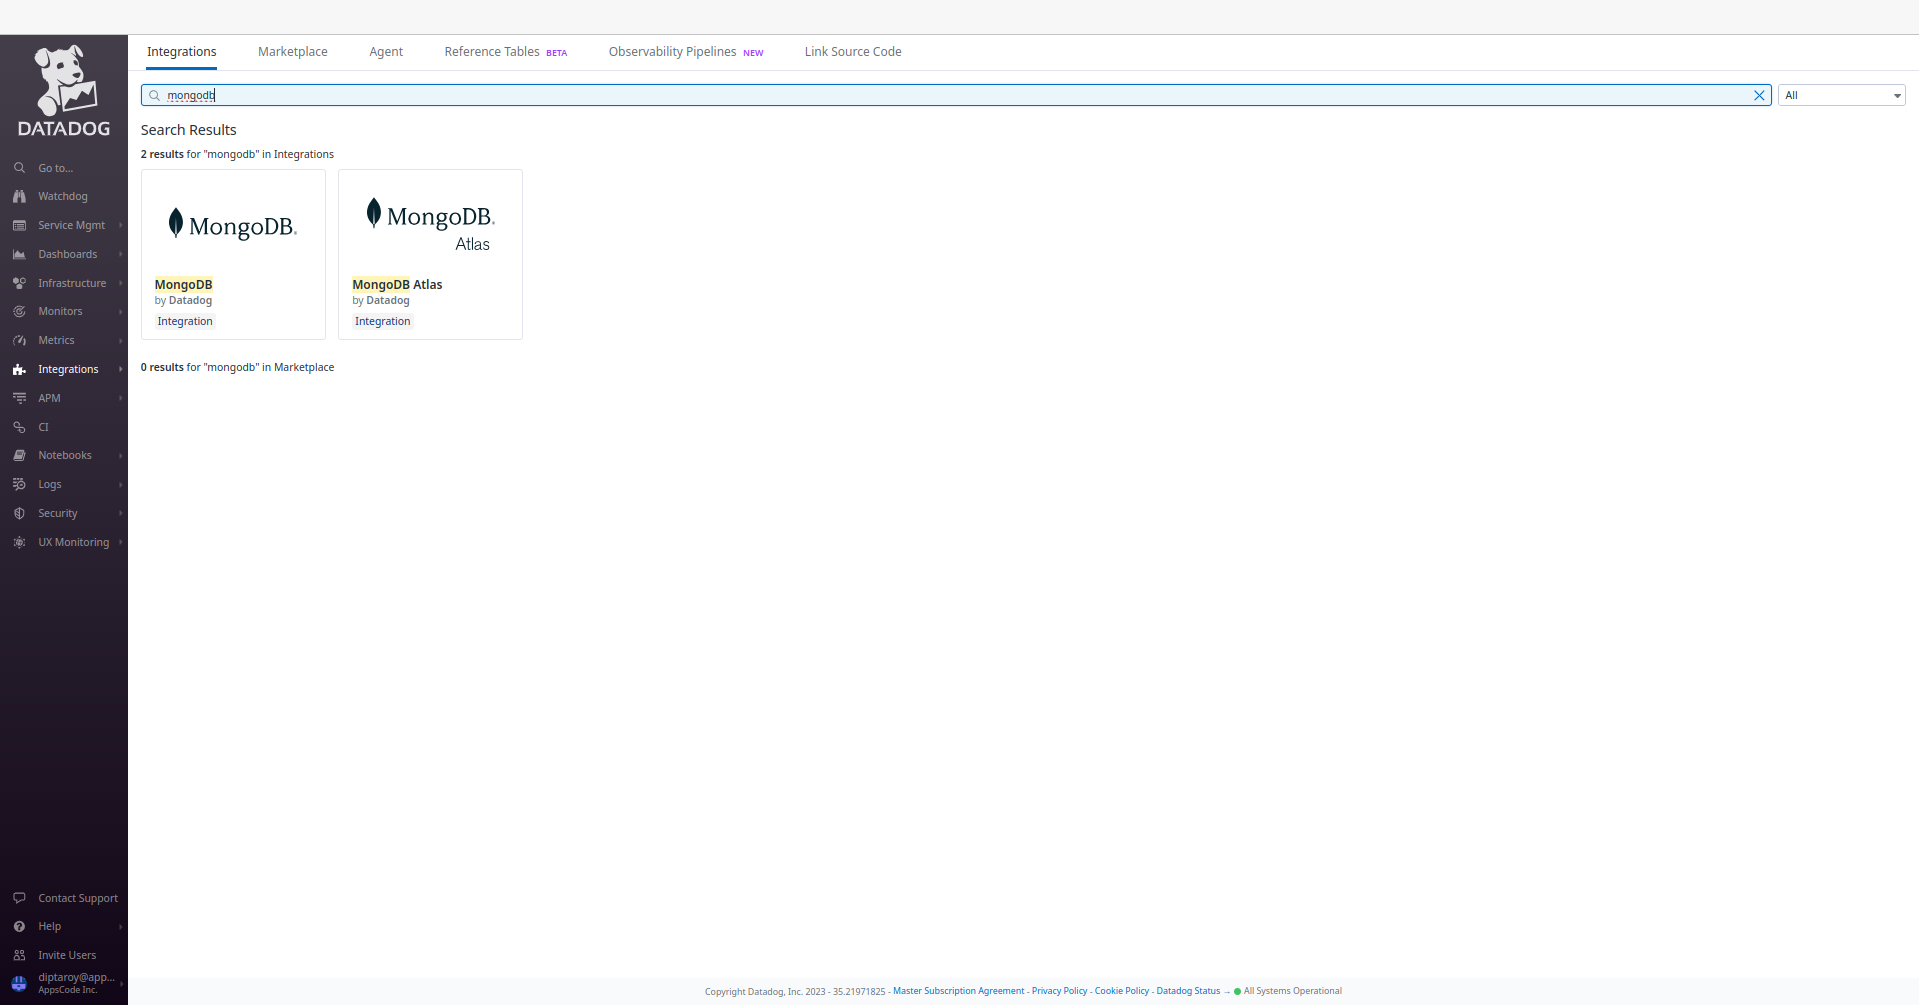 Integrations Marketplace Agent Reference Tables BETA Observability Pipelines NEW Link Source Code
DATADOG
Go to...
Watchdog
Service Mgmt
Dashboards
Infrastructure
Monitors
Metrics
Integrations
APM
CI
Notebooks
Logs
Security
UX Monitoring
Contact Support
Help
Invite Users
diptaroy@app...
AppsCode Inc.
mongodb
All
Search Results
2 results for "mongodb" in Integrations
MongoDB.
MongoDB
by Datadog
Integration
MongoDB.
Atlas
MongoDB Atlas
by Datadog
Integration
0 results for "mongodb" in Marketplace
Copyright Datadog, Inc. 2023 - 35.21971825 - Master Subscription Agreement - Privacy Policy - Cookie Policy - Datadog Status → All Systems Operational